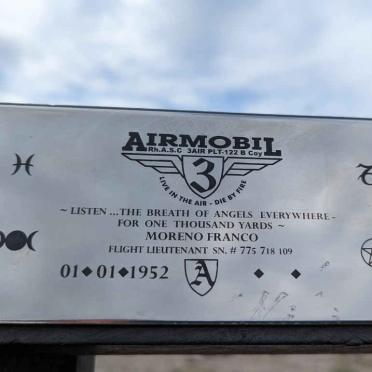 AIRMOBIL
Rh.A.S.C 3AIR PLT-122 B Coy
3
LIVE IN THE AIR - DIE BY FIRE
~ LISTEN ...THE BREATH OF ANGELS EVERYWHERE -
FOR ONE THOUSAND YARDS ~
MORENO FRANCO
FLIGHT LIEUTENANT SN. # 775 718 109
01◆01◆1952 A ◆ ◆